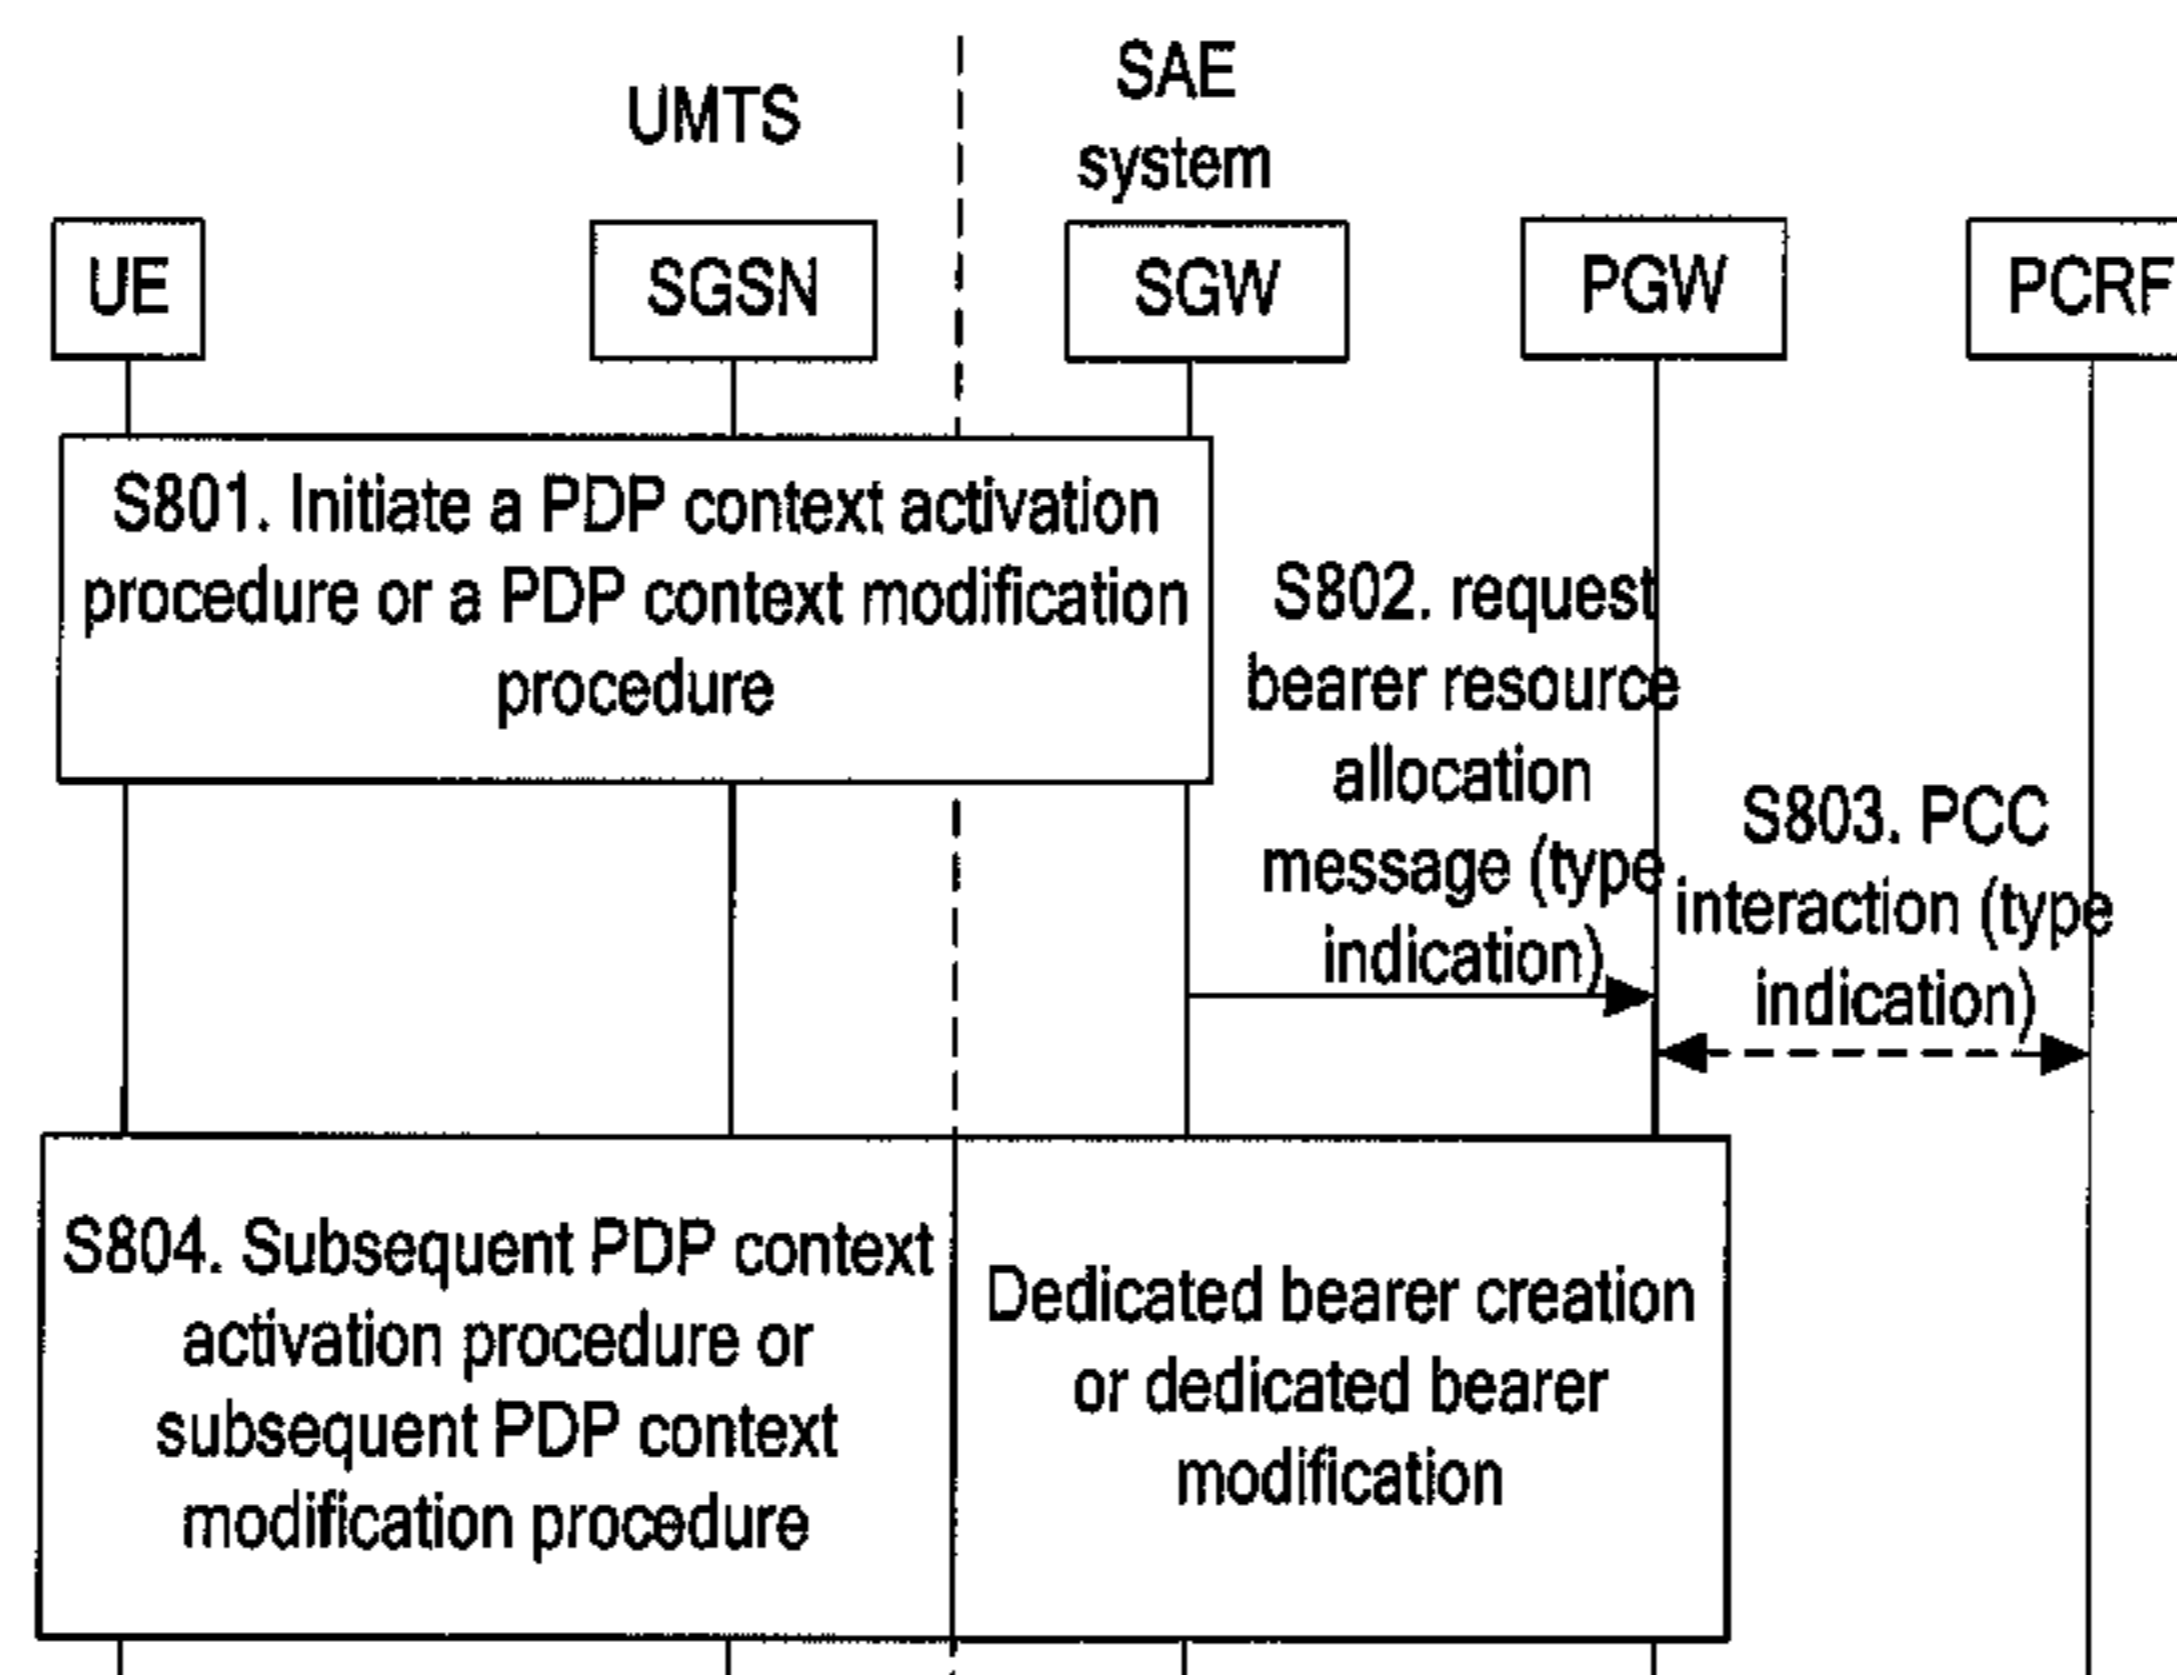 UMTS
SAE
system
UE
SGSN
SGW
PGW
PCRF
S801. Initiate a PDP context activation
procedure or a PDP context modification
procedure
S802. request
bearer resource
allocation
message (type
indication)
S803. PCC
interaction (type
indication)
S804. Subsequent PDP context
activation procedure or
subsequent PDP context
modification procedure
Dedicated bearer creation
or dedicated bearer
modification